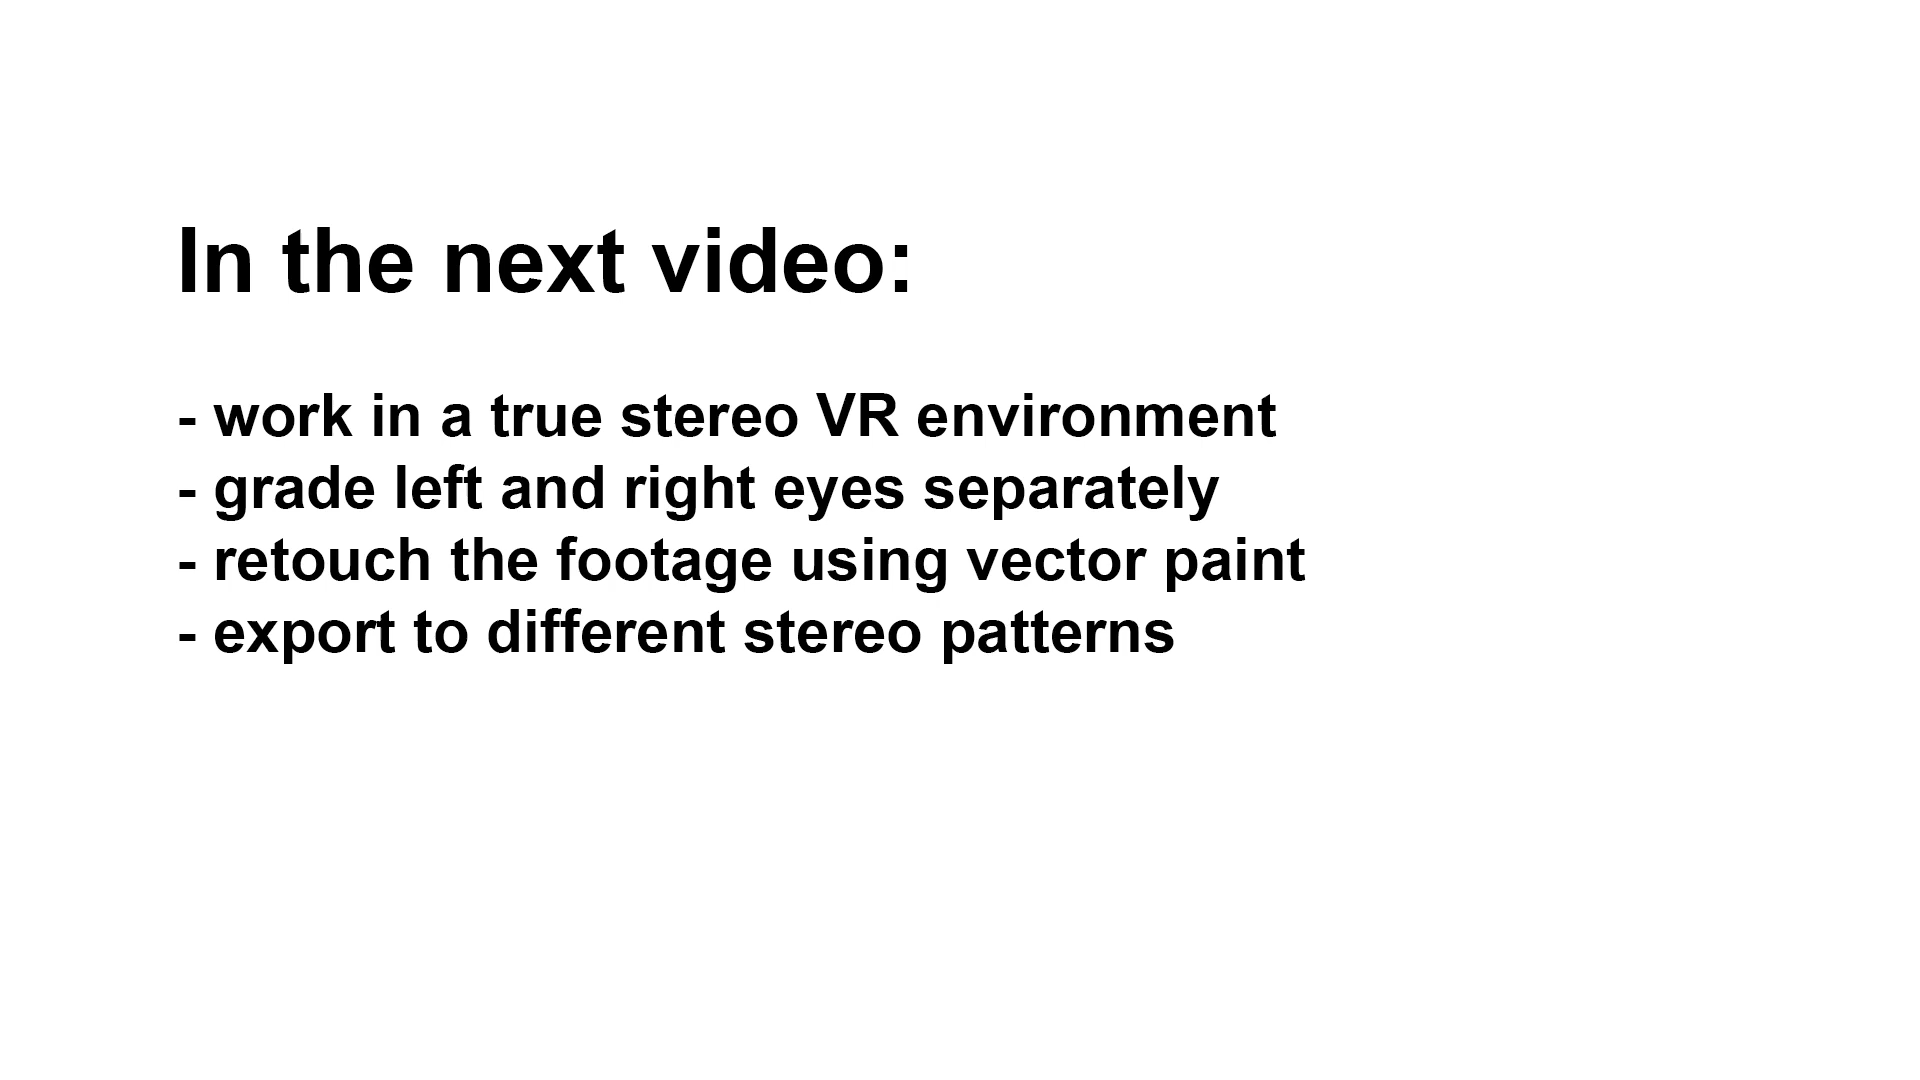 In the next video:
- work in a true stereo VR environment
- grade left and right eyes separately
- retouch the footage using vector paint
- export to different stereo patterns